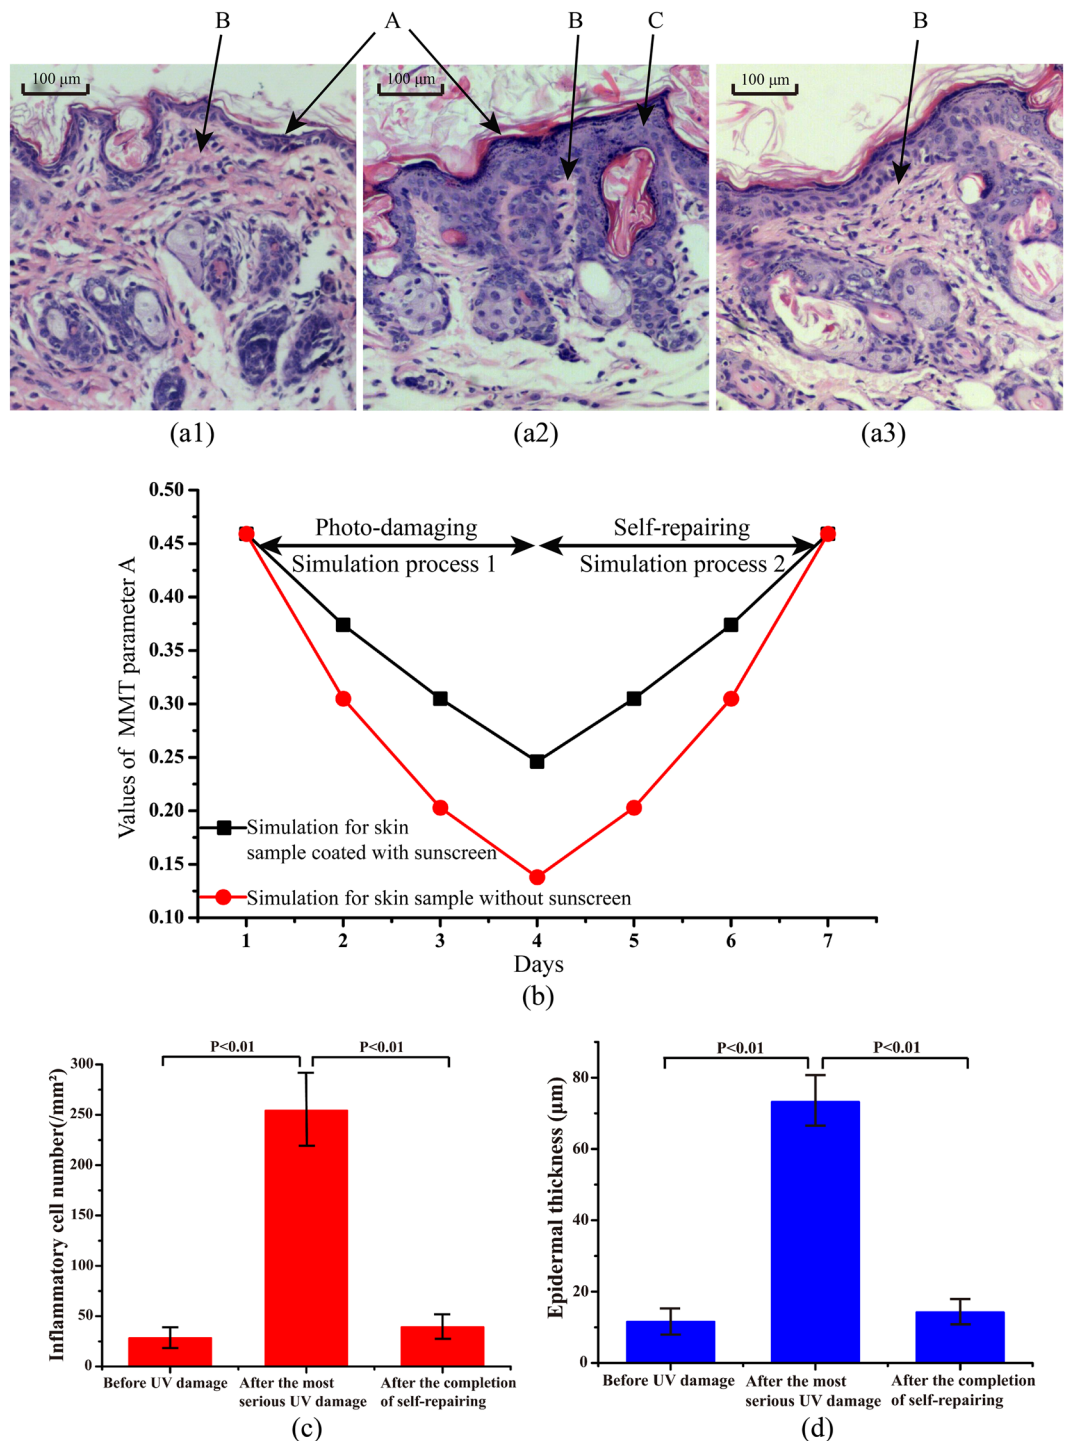 B A B C B
100 μm 100 μm 100 μm
(a1) (a2) (a3)
0.50
0.45
0.40
0.35
0.30
0.25
0.20
0.15
0.10
Values of MMT parameter A
Photo-damaging Self-repairing
Simulation process 1 Simulation process 2
Simulation for skin
sample coated with sunscreen
Simulation for skin sample without sunscreen
1 2 3 4 5 6 7
Days
(b)
P<0.01 P<0.01
300
250
200
150
100
50
0
Inflammatory cell number(/mm²)
Before UV damage
After the most
serious UV damage
After the completion
of self-repairing
(c)
P<0.01 P<0.01
80
60
40
20
0
Epidermal thickness (μm)
Before UV damage
After the most
serious UV damage
After the completion
of self-repairing
(d)